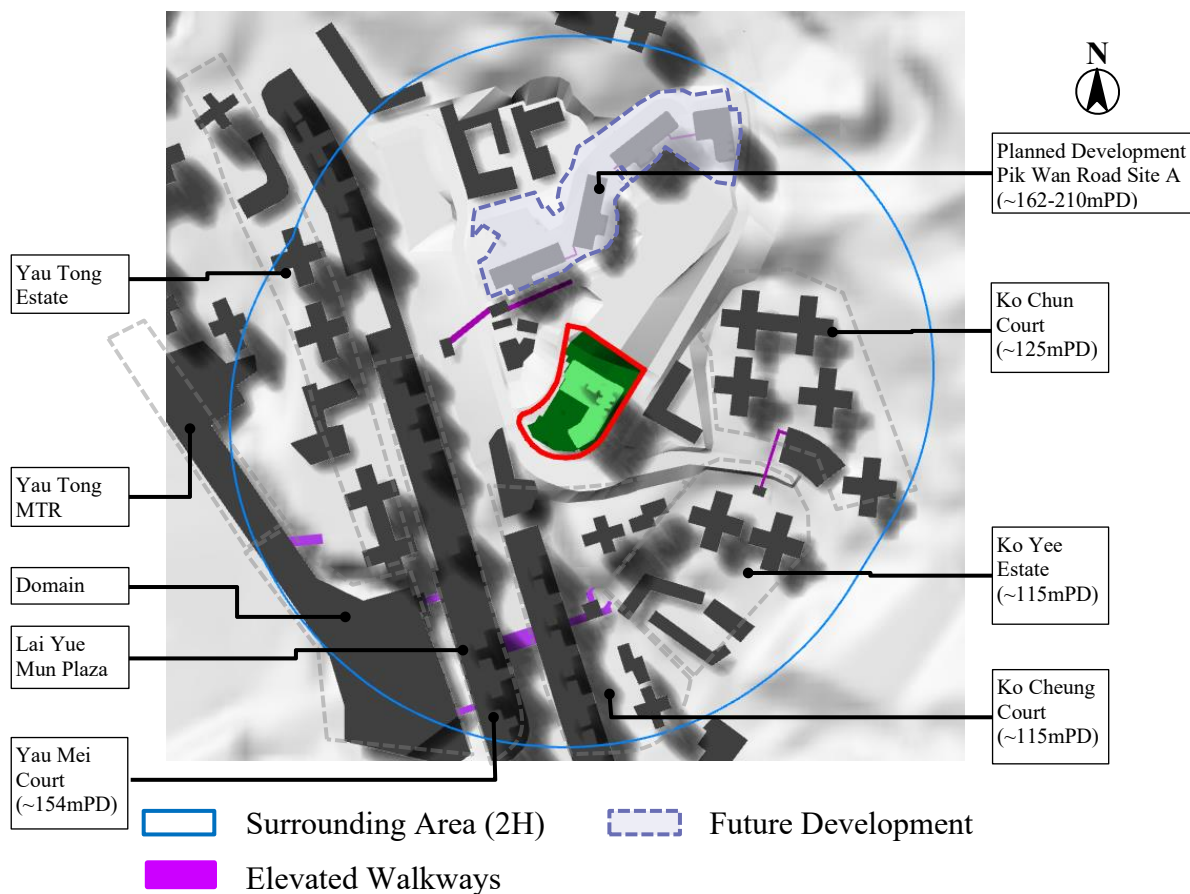 N
Planned Development
Pik Wan Road Site A
(~162-210mPD)
Yau Tong
Estate
Ko Chun
Court
(~125mPD)
Yau Tong
MTR
Domain
Ko Yee
Estate
(~115mPD)
Lai Yue
Mun Plaza
Ko Cheung
Court
(~115mPD)
Yau Mei
Court
(~154mPD)
Surrounding Area (2H)
Future Development
Elevated Walkways